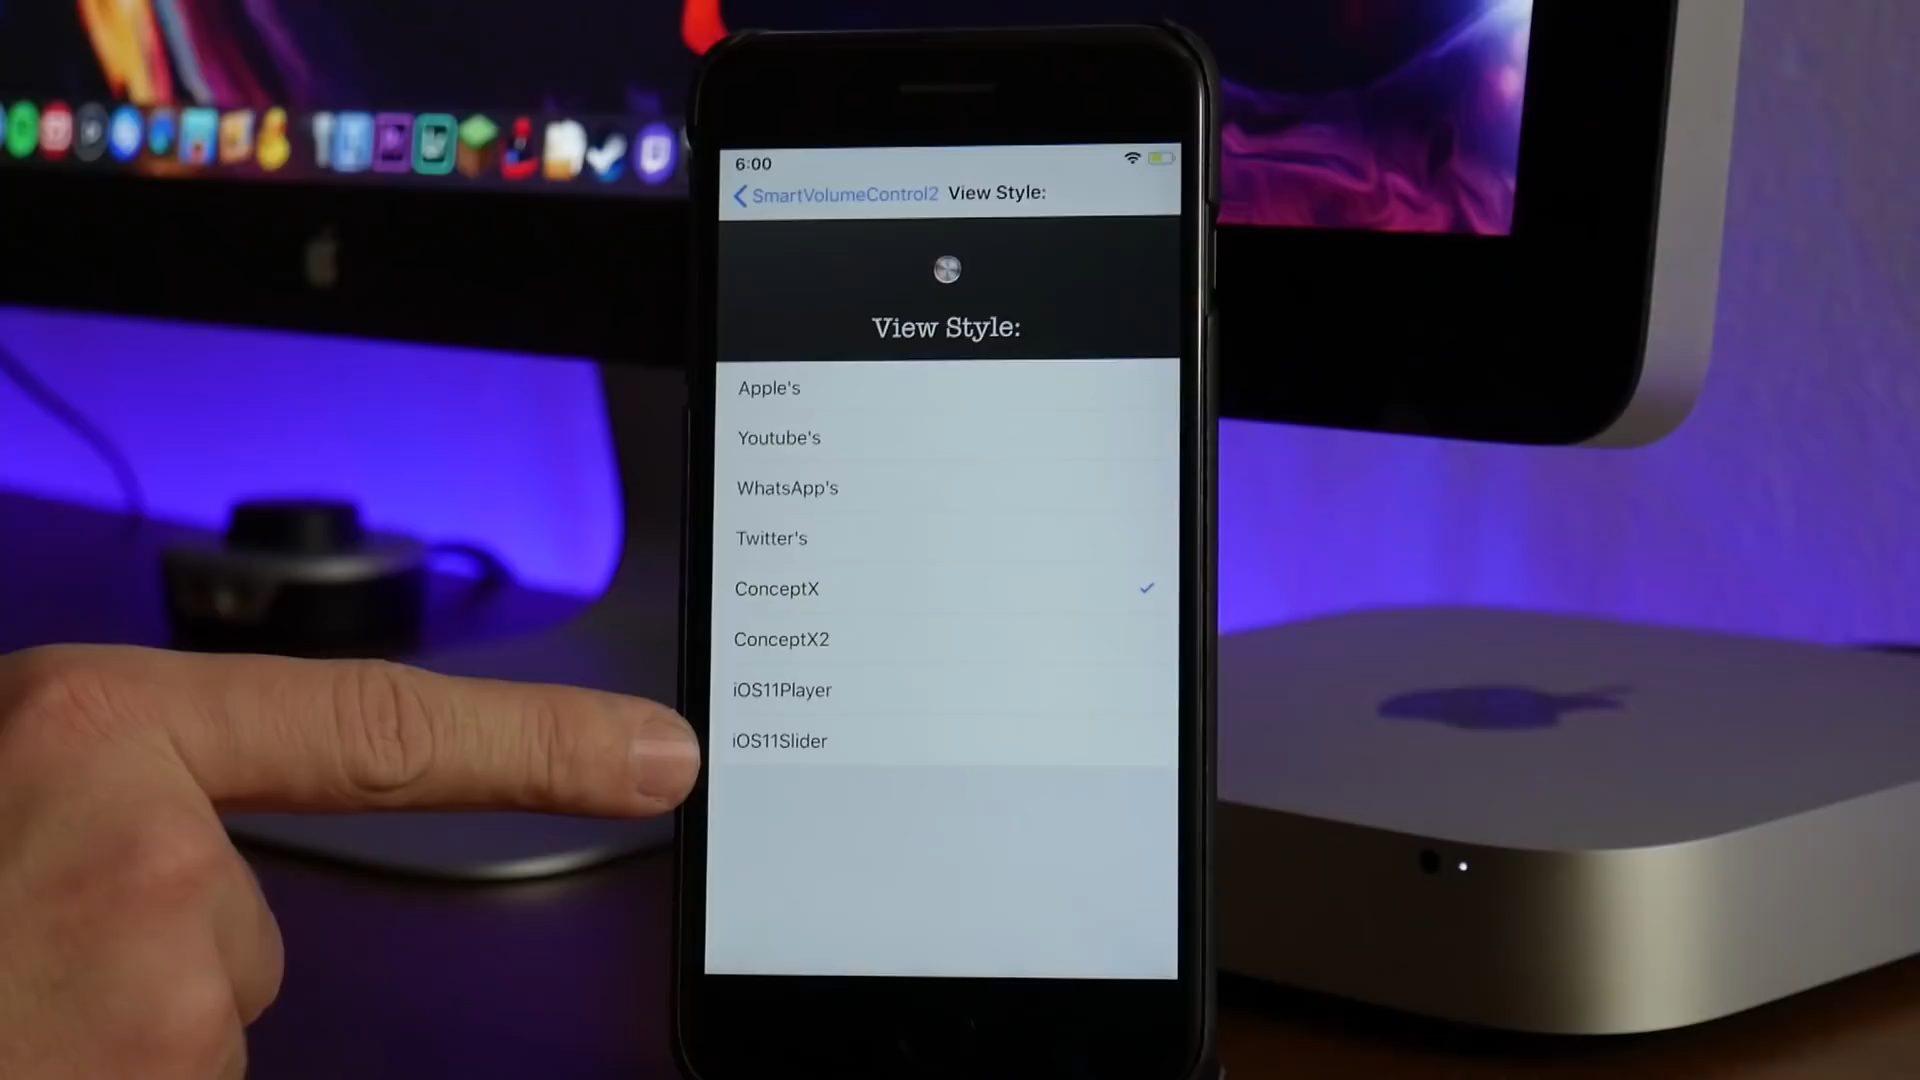 6:00
SmartVolumeControl2 View Style:
View Style:
Apple's
Youtube's
WhatsApp's
Twitter's
ConceptX
ConceptX2
iOS11Player
iOS11Slider